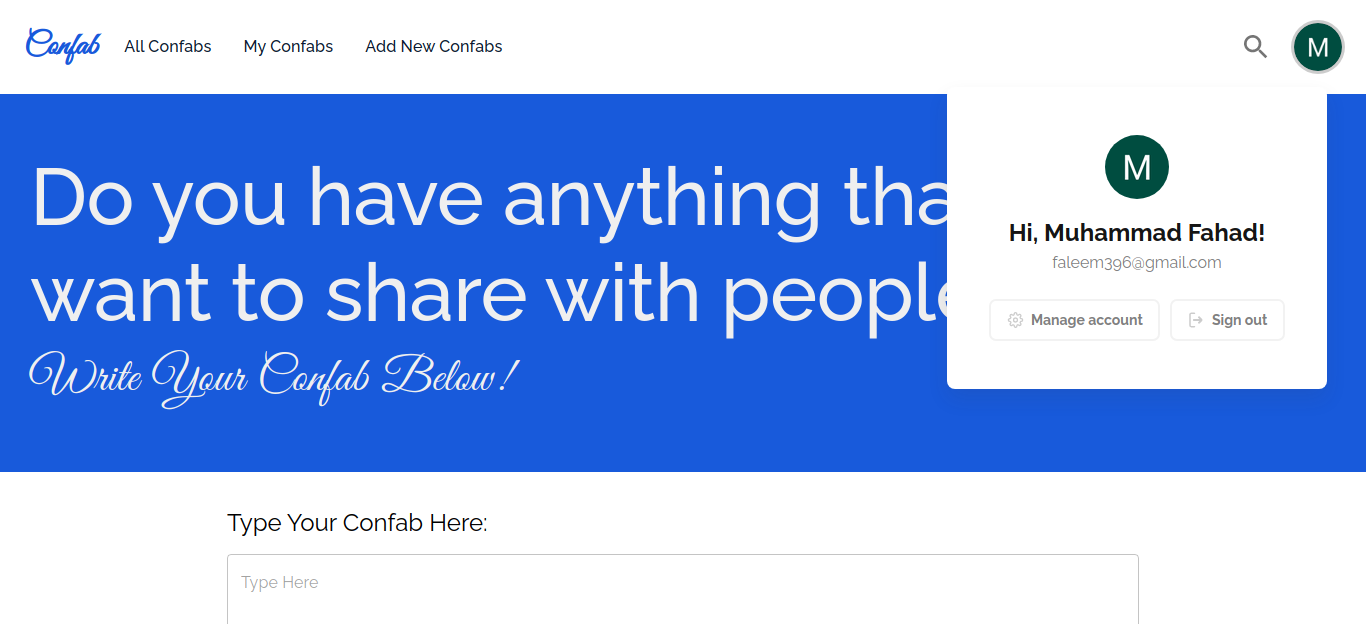 Confab
All Confabs
My Confabs
Add New Confabs
M
Do you have anything tha
want to share with people
Write Your Confab Below!
M
Hi, Muhammad Fahad!
faleem396@gmail.com
Manage account
Sign out
Type Your Confab Here:
Type Here